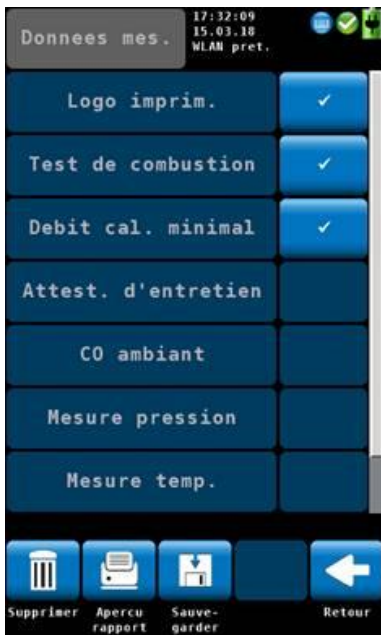 Donnees mes.
17:32:09
15.03.18
WLAN pret.
Logo imprim.
Test de combustion
Debit cal. minimal
Attest. d'entretien
CO ambiant
Mesure pression
Mesure temp.
Supprimer
Apercu
rapport
Sauve-
garder
Retour